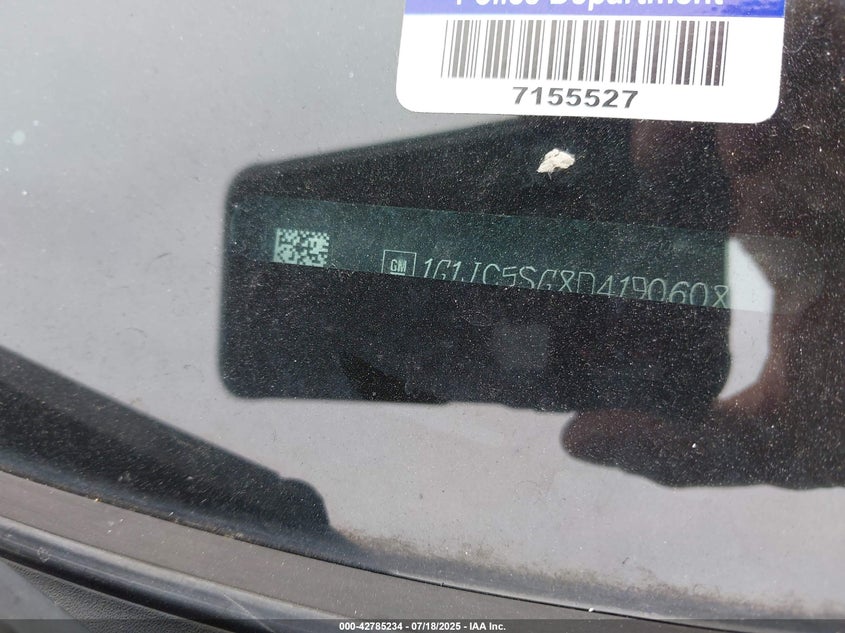 Police Department
7155527
GM 1G1JC5SG8D4190608
000-42785234 - 07/18/2025 - IAA Inc.